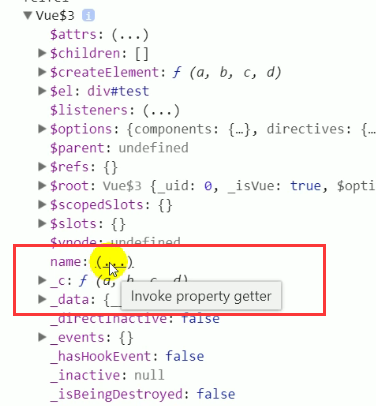 Vue$3 i
$attrs: (...)
$children: []
$createElement: ƒ (a, b, c, d)
$el: div#test
$listeners: (...)
$options: {components: {…}, directives: {…
$parent: undefined
$refs: {}
$root: Vue$3 {_uid: 0, _isVue: true, $opti
$scopedSlots: {}
$slots: {}
$vnode: undefined
name: (...)
_c: ƒ (a, b, c, d)
_data: {_
Invoke property getter
_directInactive: false
_events: {}
_hasHookEvent: false
_inactive: null
_isBeingDestroyed: false